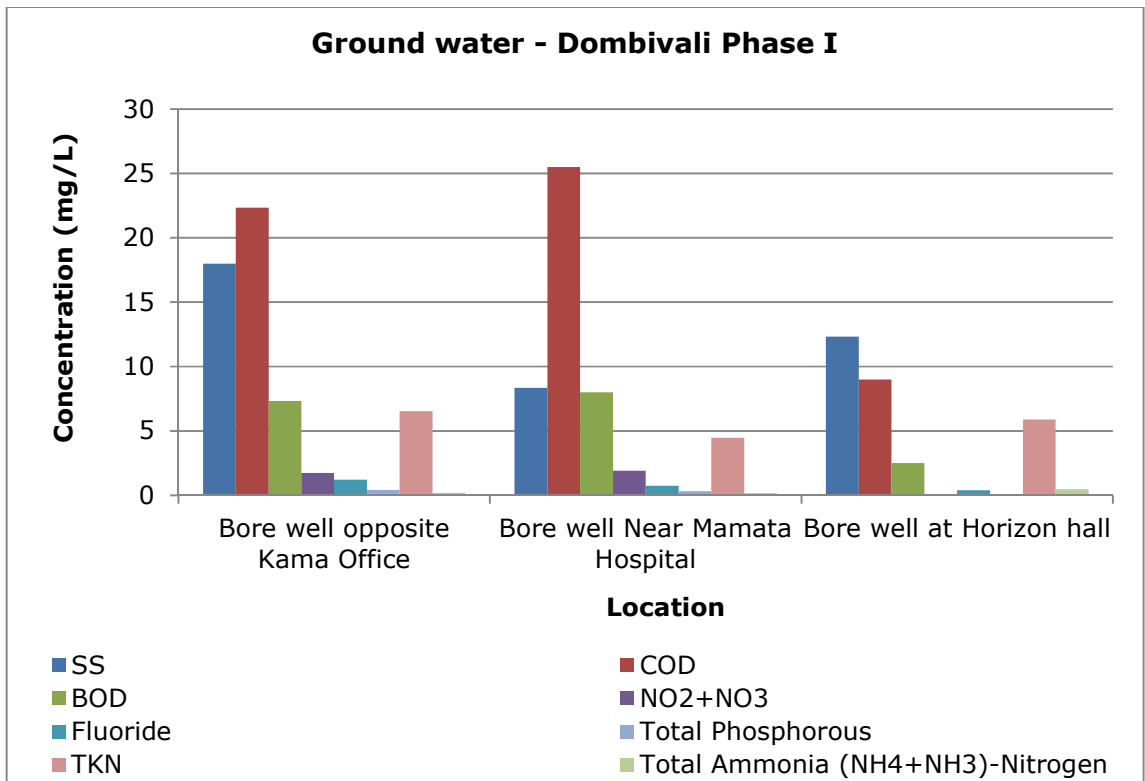 Ground water - Dombivali Phase I
Concentration (mg/L)
30
25
20
15
10
5
0
Bore well opposite
Kama Office
Bore well Near Mamata
Hospital
Bore well at Horizon hall
Location
SS
COD
BOD
NO2+NO3
Fluoride
Total Phosphorous
TKN
Total Ammonia (NH4+NH3)-Nitrogen